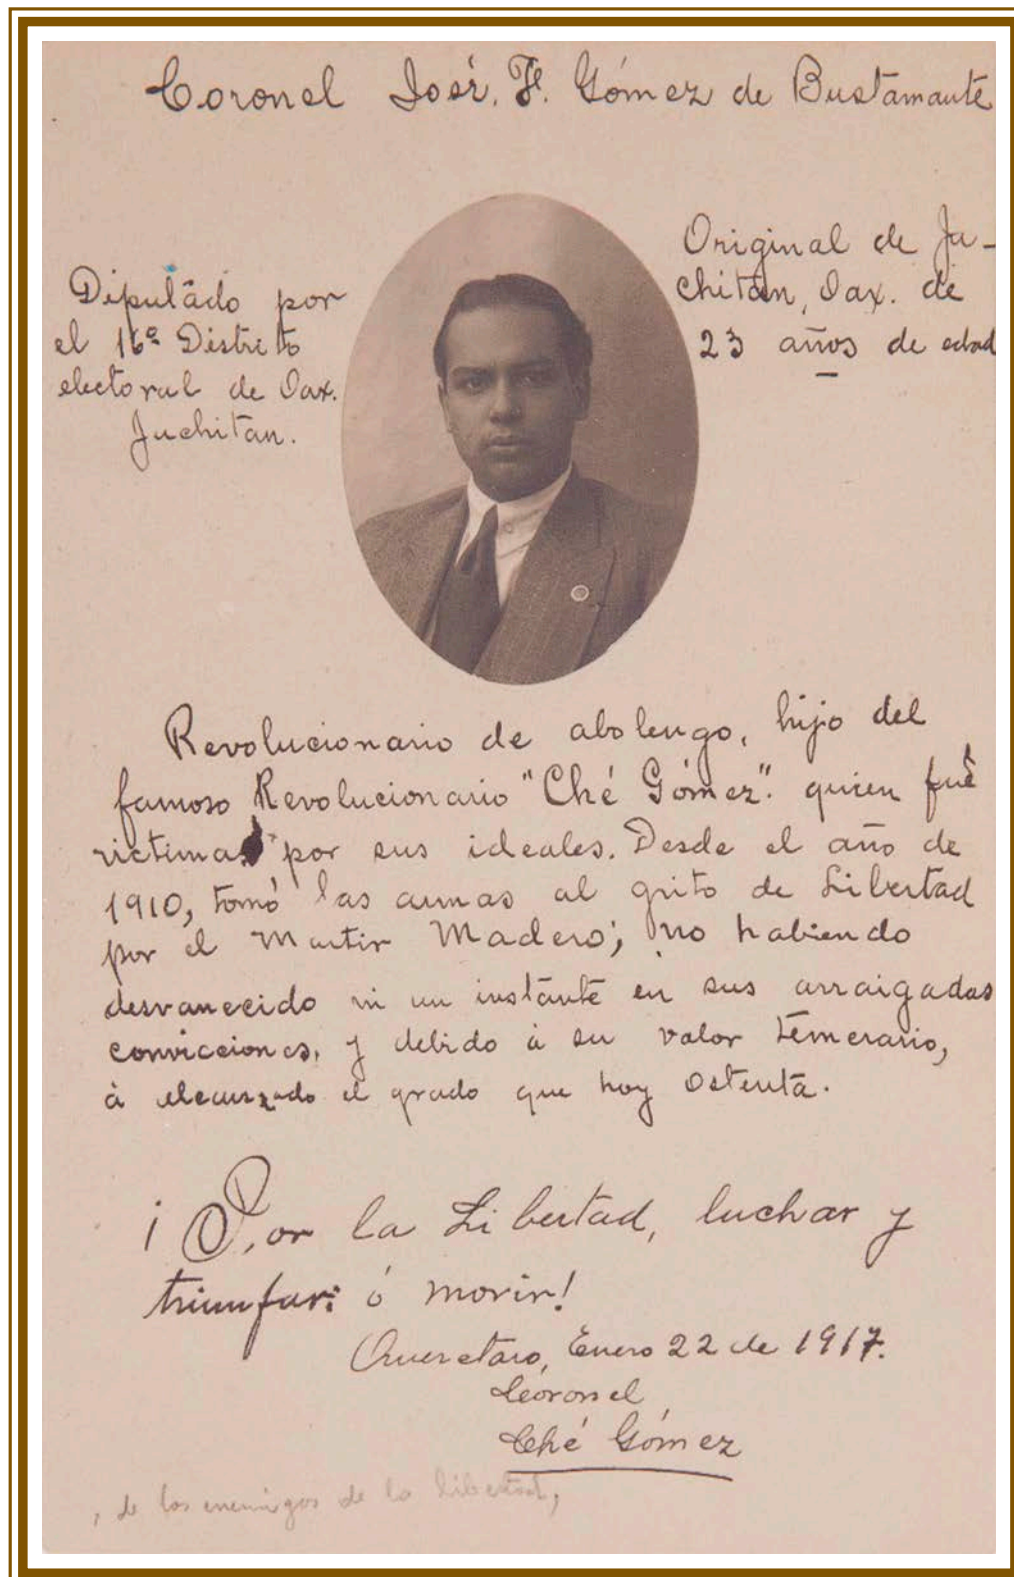 Coronel José. F. Gómez de Bustamante
Diputādo por
el 16º Distrito
electoral de Oax.
Juchitan.
Original de Ju-
chitán, Oax. de
23 años de edad
Revolucionario de abolengo, hijo del
famoso Revolucionario "Ché Gómez". quien fué
victima por sus ideales. Desde el año de
1910, tomó las armas al grito de Libertad
por el Martir Madero; no habiendo
desvanecido ni un instante en sus arraigadas
convicciones, y debido á su valor temerario,
á elcanzado el grado que hoy ostenta.
¡Por la Libertad, luchar y
triunfar; ó morir!
Queretaro, Enero 22 de 1917.
Coronel
Ché Gómez
, de los enemigos de la libertad,